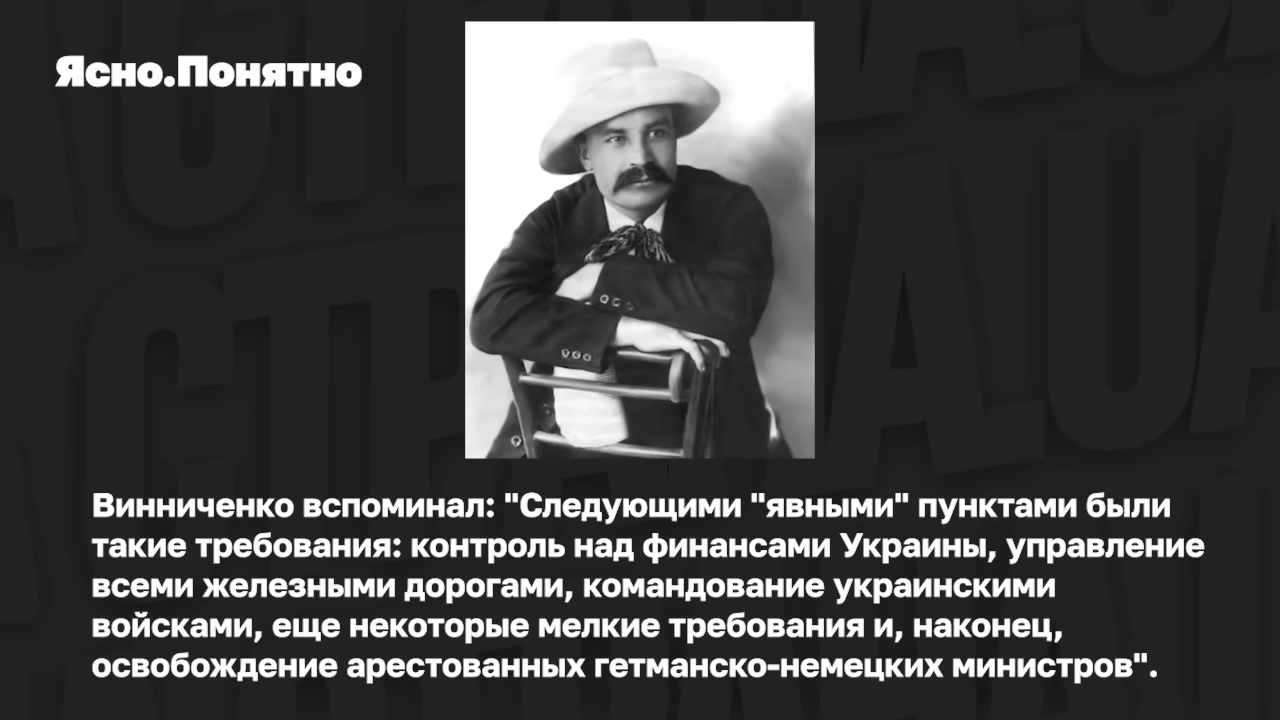 Ясно.Понятно
Винниченко вспоминал: "Следующими "явными" пунктами были
такие требования: контроль над финансами Украины, управление
всеми железными дорогами, командование украинскими
войсками, еще некоторые мелкие требования и, наконец,
освобождение арестованных гетманско-немецких министров".